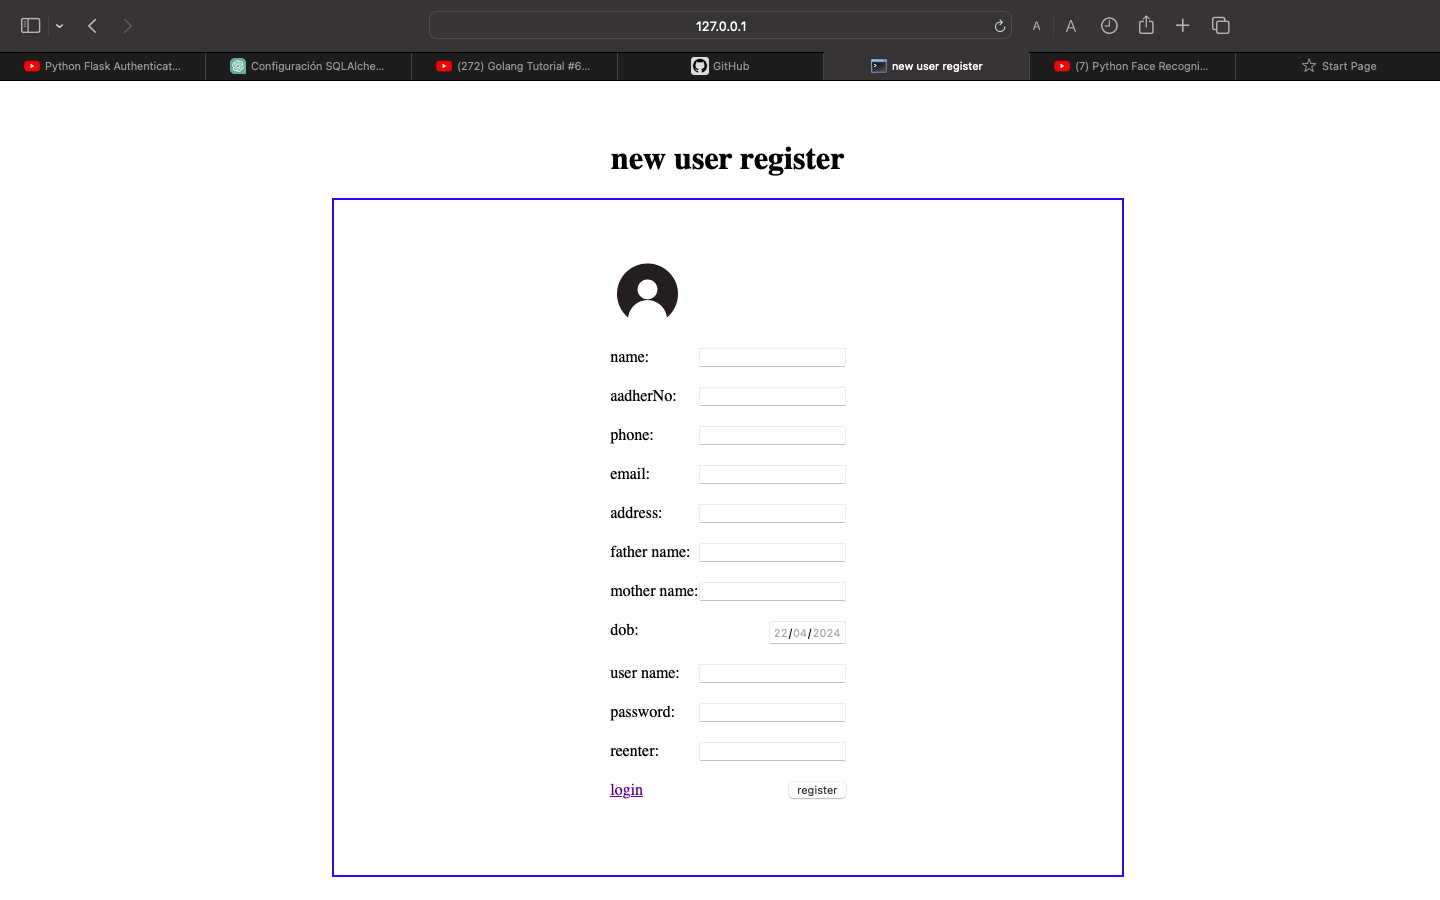 127.0.0.1
A A
Python Flask Authenticat...
Configuración SQLAlche...
(272) Golang Tutorial #6...
GitHub
new user register
(7) Python Face Recogni...
Start Page
new user register
name:
aadherNo:
phone:
email:
address:
father name:
mother name:
dob: 22/04/2024
user name:
password:
reenter:
login register